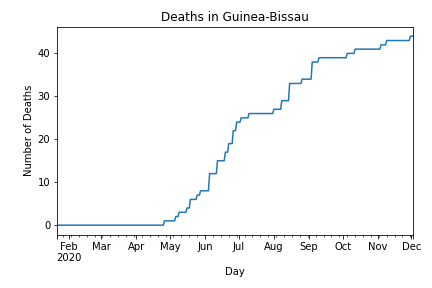 Deaths in Guinea-Bissau
Number of Deaths
40
30
20
10
0
Feb Mar Apr May Jun Jul Aug Sep Oct Nov Dec
2020
Day